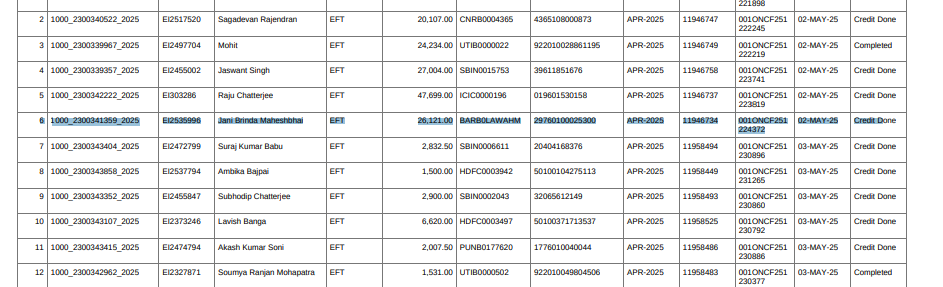 221898
2 1000_2300340522_2025 EI2517520 Sagadevan Rajendran EFT 20,107.00 CNRB0004365 4365108000873 APR-2025 11946747 001ONCF251 02-MAY-25 Credit Done
222245
3 1000_2300339967_2025 EI2497704 Mohit EFT 24,234.00 UTIB0000022 922010028861195 APR-2025 11946749 001ONCF251 02-MAY-25 Completed
222219
4 1000_2300339357_2025 EI2455002 Jaswant Singh EFT 27,004.00 SBIN0015753 39611851676 APR-2025 11946758 001ONCF251 02-MAY-25 Credit Done
223741
5 1000_2300342222_2025 EI303286 Raju Chatterjee EFT 47,699.00 ICIC0000196 019601530158 APR-2025 11946737 001ONCF251 02-MAY-25 Credit Done
223819
6 1000_2300341359_2025 EI2535996 Jani Brinda Maheshbhai EFT 26,121.00 BARB0LAWAHM 29760100025300 APR-2025 11946734 001ONCF251 02-MAY-25 Credit Done
224372
7 1000_2300343404_2025 EI2472799 Suraj Kumar Babu EFT 2,832.50 SBIN0006611 20404168376 APR-2025 11958494 001ONCF251 03-MAY-25 Credit Done
230896
8 1000_2300343858_2025 EI2537794 Ambika Bajpai EFT 1,500.00 HDFC0003942 50100104275113 APR-2025 11958449 001ONCF251 03-MAY-25 Credit Done
231265
9 1000_2300343352_2025 EI2455847 Subhodip Chatterjee EFT 2,900.00 SBIN0002043 32065612149 APR-2025 11958493 001ONCF251 03-MAY-25 Credit Done
230860
10 1000_2300343107_2025 EI2373246 Lavish Banga EFT 6,620.00 HDFC0003497 50100371713537 APR-2025 11958525 001ONCF251 03-MAY-25 Credit Done
230792
11 1000_2300343415_2025 EI2474794 Akash Kumar Soni EFT 2,007.50 PUNB0177620 1776010040044 APR-2025 11958486 001ONCF251 03-MAY-25 Credit Done
230886
12 1000_2300342962_2025 EI2327871 Soumya Ranjan Mohapatra EFT 1,531.00 UTIB0000502 922010049804506 APR-2025 11958483 001ONCF251 03-MAY-25 Completed
230377